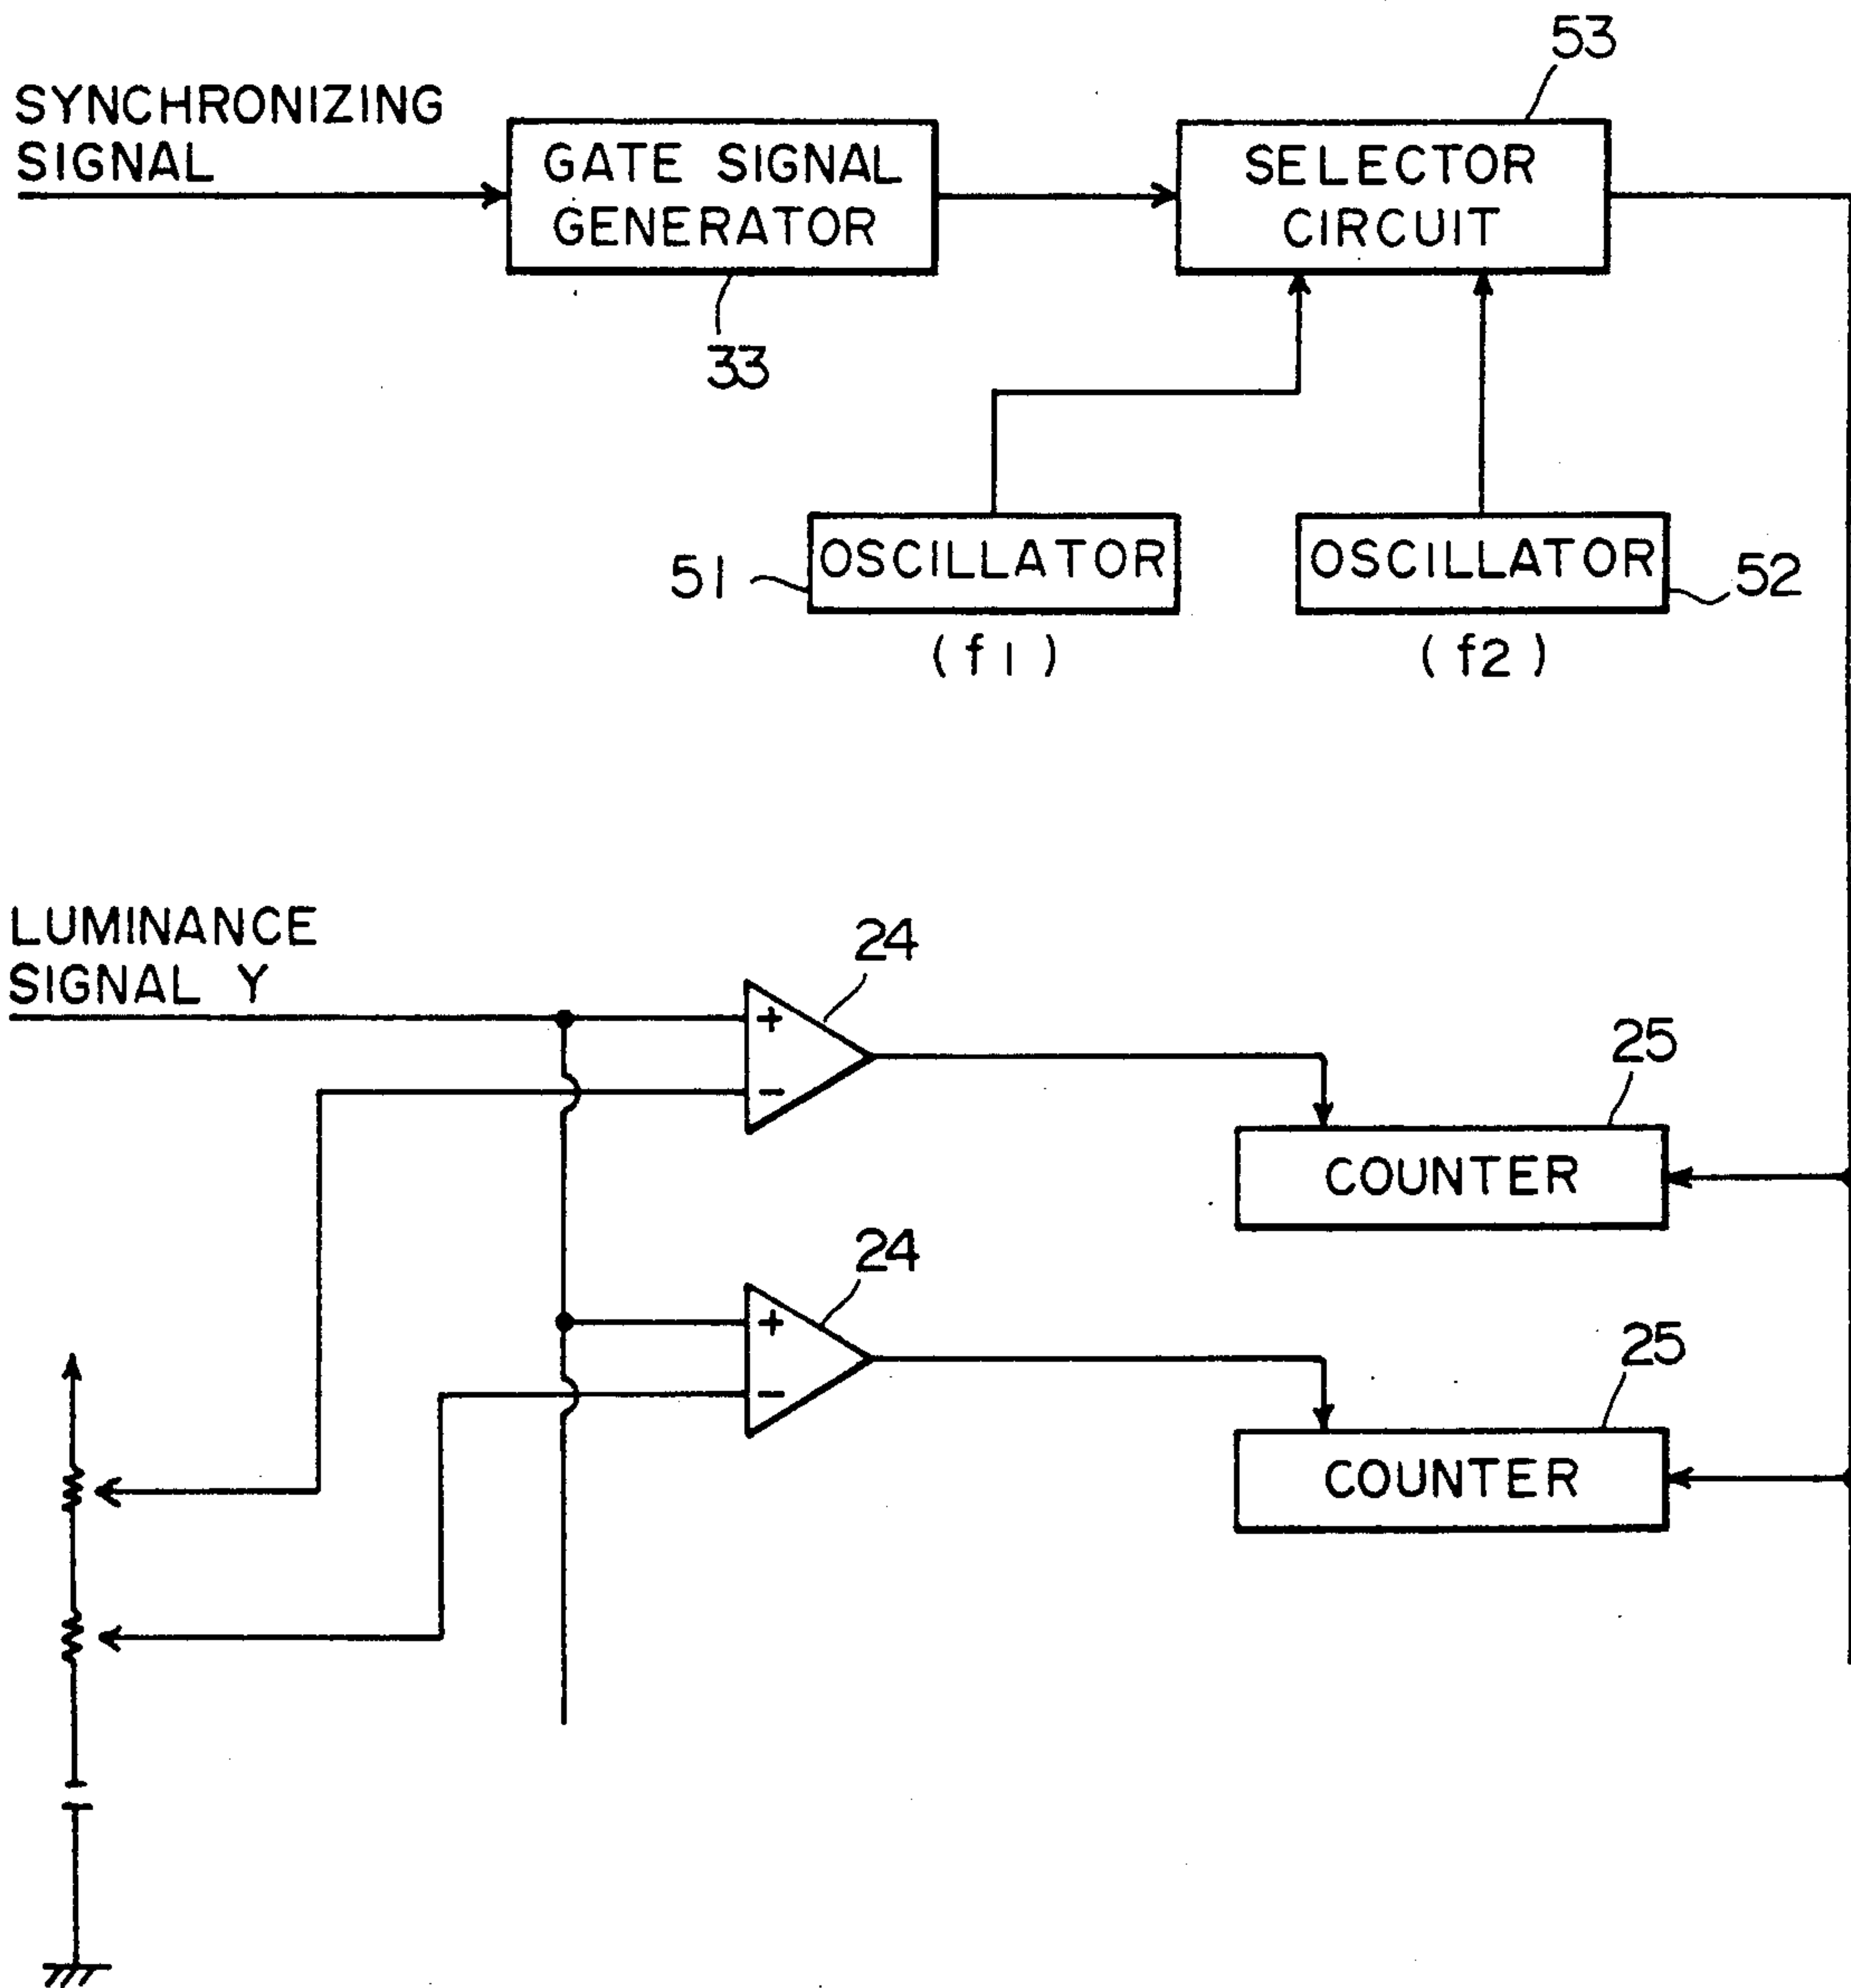 53
SYNCHRONIZING
SIGNAL
GATE SIGNAL
GENERATOR
SELECTOR
CIRCUIT
33
51
OSCILLATOR
OSCILLATOR
52
(f1)
(f2)
LUMINANCE
SIGNAL Y
24
+
−
25
COUNTER
24
+
−
25
COUNTER